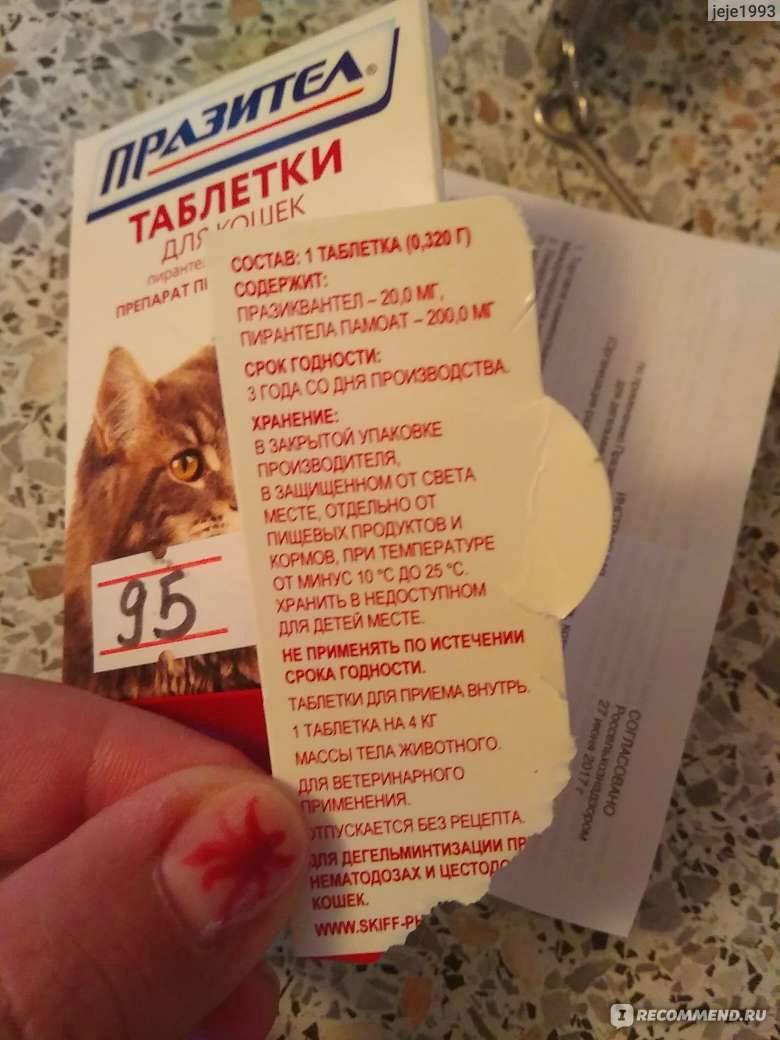 jeje1993
ПРАЗИТЕЛ®
ТАБЛЕТКИ
ДЛЯ КОШЕК
пиранте
ПРЕПАРАТ П
95
СОСТАВ: 1 ТАБЛЕТКА (0,320 Г)
СОДЕРЖИТ:
ПРАЗИКВАНТЕЛ – 20,0 МГ,
ПИРАНТЕЛА ПАМОАТ – 200,0 МГ
СРОК ГОДНОСТИ:
3 ГОДА СО ДНЯ ПРОИЗВОДСТВА.
ХРАНЕНИЕ:
В ЗАКРЫТОЙ УПАКОВКЕ
ПРОИЗВОДИТЕЛЯ,
В ЗАЩИЩЕННОМ ОТ СВЕТА
МЕСТЕ, ОТДЕЛЬНО ОТ
ПИЩЕВЫХ ПРОДУКТОВ И
КОРМОВ, ПРИ ТЕМПЕРАТУРЕ
ОТ МИНУС 10 °С ДО 25 °С.
ХРАНИТЬ В НЕДОСТУПНОМ
ДЛЯ ДЕТЕЙ МЕСТЕ.
НЕ ПРИМЕНЯТЬ ПО ИСТЕЧЕНИИ
СРОКА ГОДНОСТИ.
ТАБЛЕТКИ ДЛЯ ПРИЕМА ВНУТРЬ.
1 ТАБЛЕТКА НА 4 КГ
МАССЫ ТЕЛА ЖИВОТНОГО.
ДЛЯ ВЕТЕРИНАРНОГО
ПРИМЕНЕНИЯ.
ОТПУСКАЕТСЯ БЕЗ РЕЦЕПТА.
ДЛЯ ДЕГЕЛЬМИНТИЗАЦИИ ПР
НЕМАТОДОЗАХ И ЦЕСТОДО
КОШЕК.
WWW.SKIFF-P
СОГЛАСОВАНО
Россельхознадзором
27 июня 2017 г
IRECOMMEND.RU